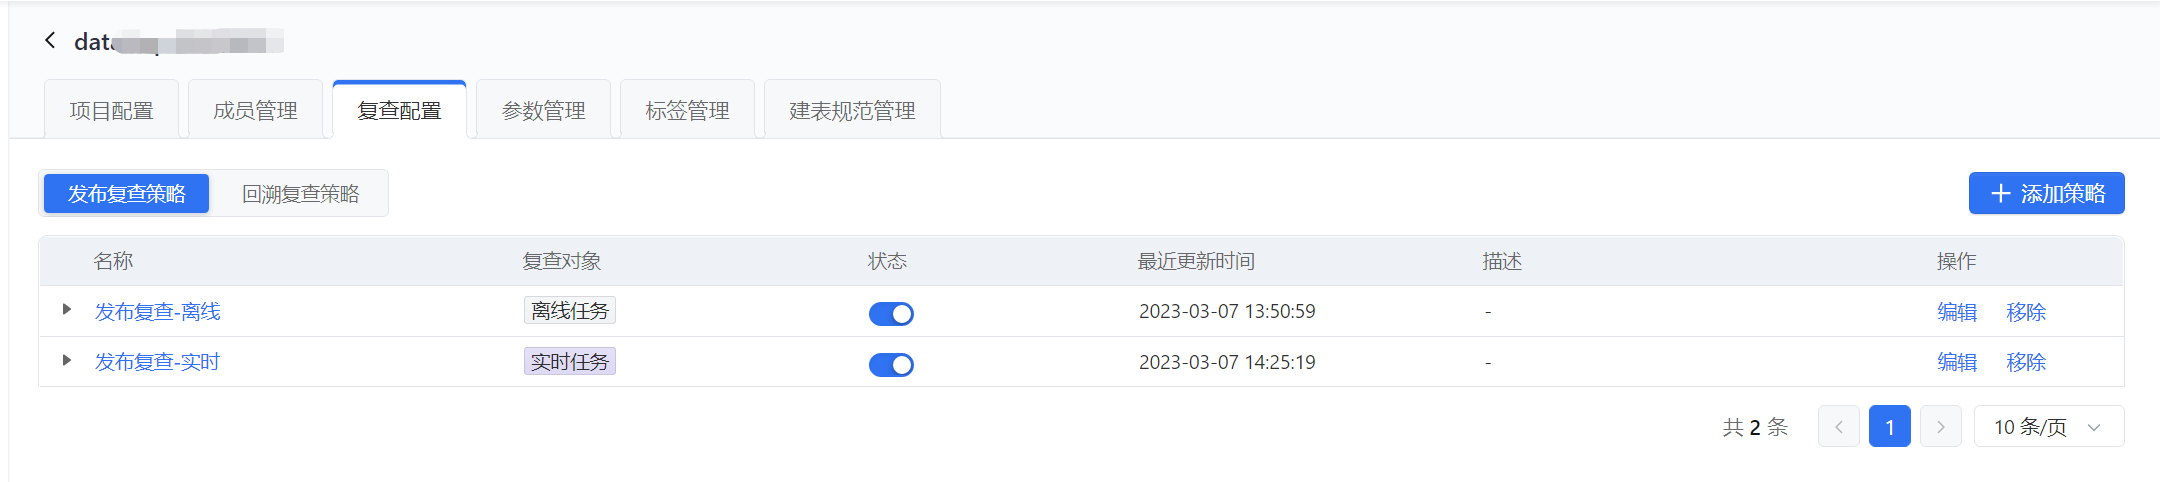 项目配置 成员管理 复查配置 参数管理 标签管理 建表规范管理
发布复查策略 回溯复查策略 添加策略
名称 复查对象 状态 最近更新时间 描述 操作
发布复查-离线 离线任务 2023-03-07 13:50:59 - 编辑 移除
发布复查-实时 实时任务 2023-03-07 14:25:19 - 编辑 移除
共 2 条 1 10 条/页